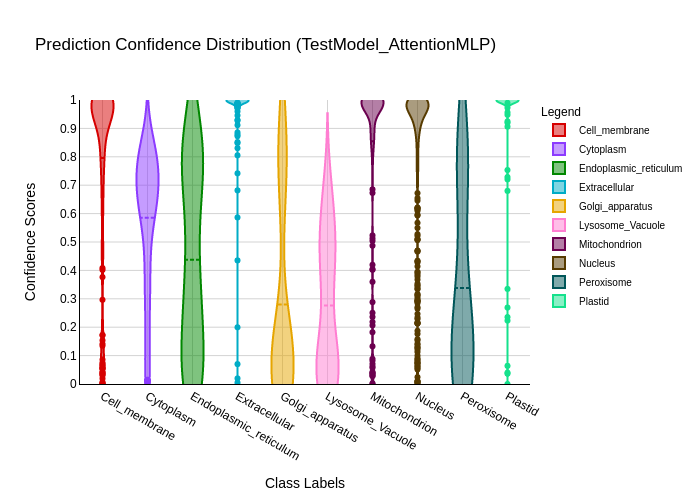 Prediction Confidence Distribution (TestModel_AttentionMLP)
Confidence Scores
1
0.9
0.8
0.7
0.6
0.5
0.4
0.3
0.2
0.1
0
Cell_membrane
Cytoplasm
Endoplasmic_reticulum
Extracellular
Golgi_apparatus
Lysosome_Vacuole
Mitochondrion
Nucleus
Peroxisome
Plastid
Class Labels
Legend
Cell_membrane
Cytoplasm
Endoplasmic_reticulum
Extracellular
Golgi_apparatus
Lysosome_Vacuole
Mitochondrion
Nucleus
Peroxisome
Plastid